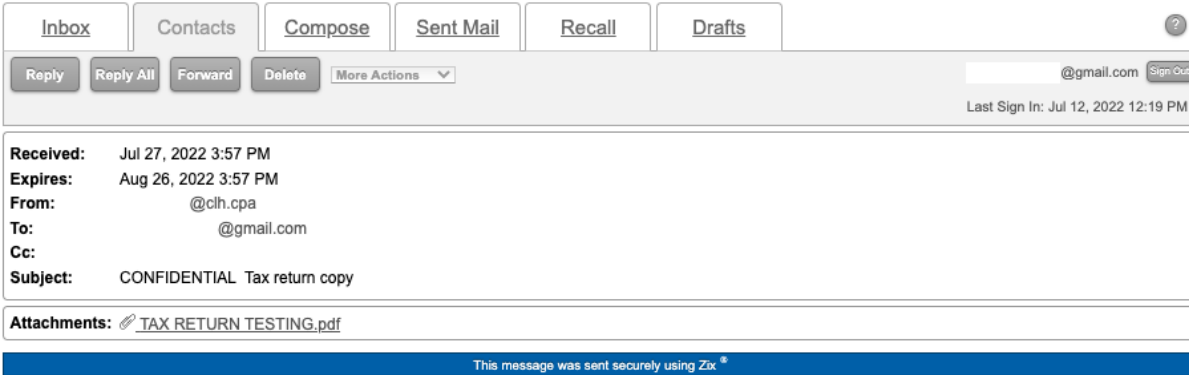 Inbox Contacts Compose Sent Mail Recall Drafts ?
Reply Reply All Forward Delete More Actions @gmail.com Sign Out
Last Sign In: Jul 12, 2022 12:19 PM
Received: Jul 27, 2022 3:57 PM
Expires: Aug 26, 2022 3:57 PM
From: @clh.cpa
To: @gmail.com
Cc:
Subject: CONFIDENTIAL Tax return copy
Attachments: TAX RETURN TESTING.pdf
This message was sent securely using Zix ®